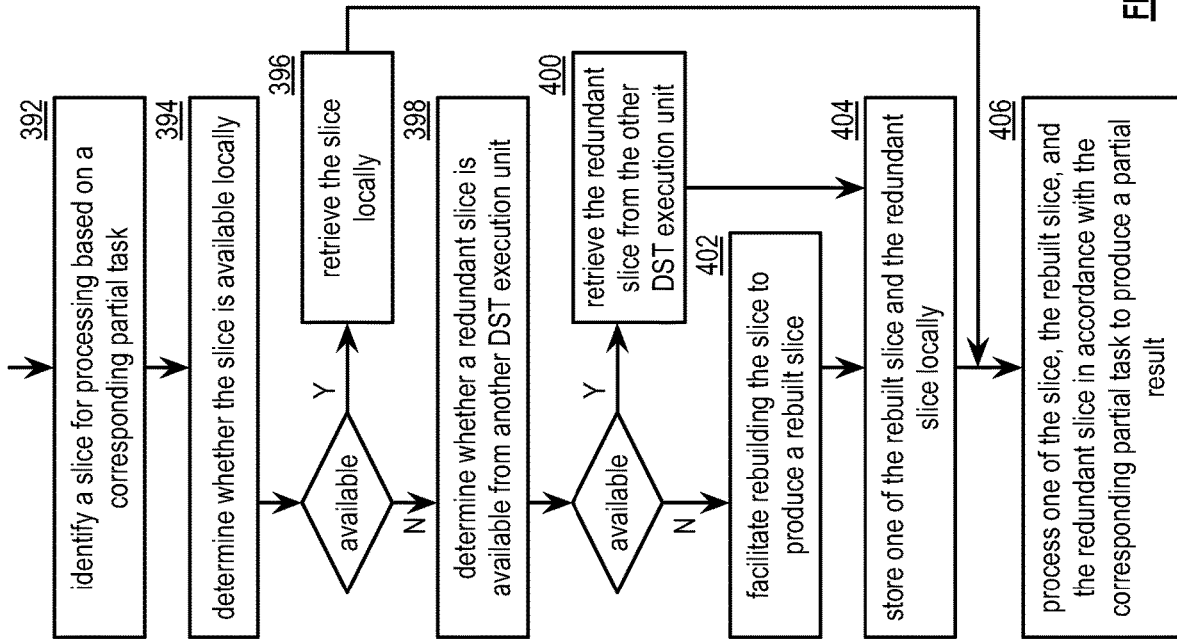 392
identify a slice for processing based on a
corresponding partial task
394
determine whether the slice is available locally
available
Y
N
396
retrieve the slice
locally
398
determine whether a redundant slice is
available from another DST execution unit
available
Y
N
400
retrieve the redundant
slice from the other
DST execution unit
402
facilitate rebuilding the slice to
produce a rebuilt slice
404
store one of the rebuilt slice and the redundant
slice locally
406
process one of the slice, the rebuilt slice, and
the redundant slice in accordance with the
corresponding partial task to produce a partial
result